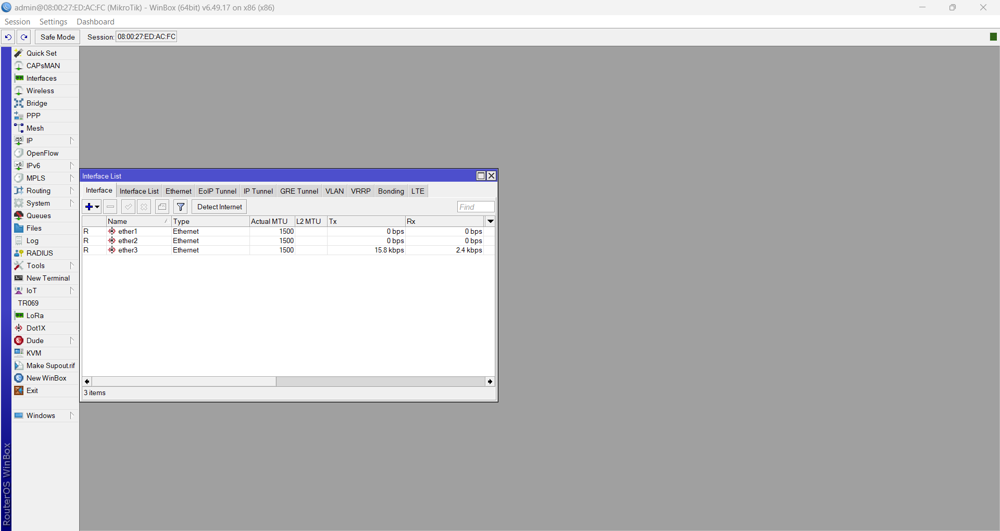 admin@08:00:27:ED:AC:FC (MikroTik) - WinBox (64bit) v6.49.17 on x86 (x86)
Session Settings Dashboard
Safe Mode Session: 08:00:27:ED:AC:FC
Quick Set
CAPsMAN
Interfaces
Wireless
Bridge
PPP
Mesh
IP
OpenFlow
IPv6
MPLS
Routing
System
Queues
Files
Log
RADIUS
Tools
New Terminal
IoT
TR069
LoRa
Dot1X
Dude
KVM
Make Supout.rif
New WinBox
Exit
Windows
RouterOS WinBox
Interface List
Interface Interface List Ethernet EoIP Tunnel IP Tunnel GRE Tunnel VLAN VRRP Bonding LTE
Detect Internet Find
Name Type Actual MTU L2 MTU Tx Rx
R ether1 Ethernet 1500 0 bps 0 bps
R ether2 Ethernet 1500 0 bps 0 bps
R ether3 Ethernet 1500 15.8 kbps 2.4 kbps
3 items